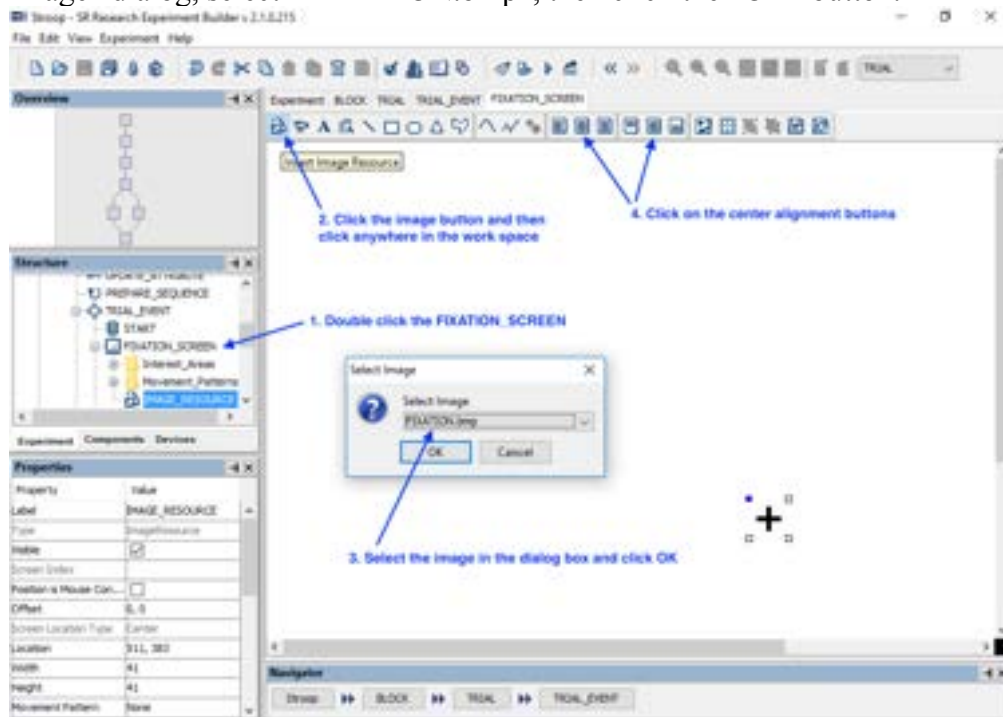 Stroop - SR Research Experiment Builder v 2.1.0.215
File Edit View Experiment Help
TRIAL
Overview
Experiment BLOCK TRIAL TRIAL_EVENT FIXATION_SCREEN
Insert Image Resource
2. Click the image button and then
click anywhere in the work space
4. Click on the center alignment buttons
Structure
UPDATE_ATTRIBUTE
PREPARE_SEQUENCE
TRIAL_EVENT
START
FIXATION_SCREEN
Interest_Areas
Movement_Patterns
IMAGE_RESOURCE
1. Double click the FIXATION_SCREEN
Select Image
Select Image
FIXATION.bmp
OK Cancel
3. Select the image in the dialog box and click OK
Experiment Components Devices
Properties
Property Value
Label IMAGE_RESOURCE
Type ImageResource
Visible
Screen Index
Position is Mouse Con...
Offset 0, 0
Screen Location Type Center
Location 511, 383
Width 41
Height 41
Movement Pattern None
Navigator
Stroop BLOCK TRIAL TRIAL_EVENT